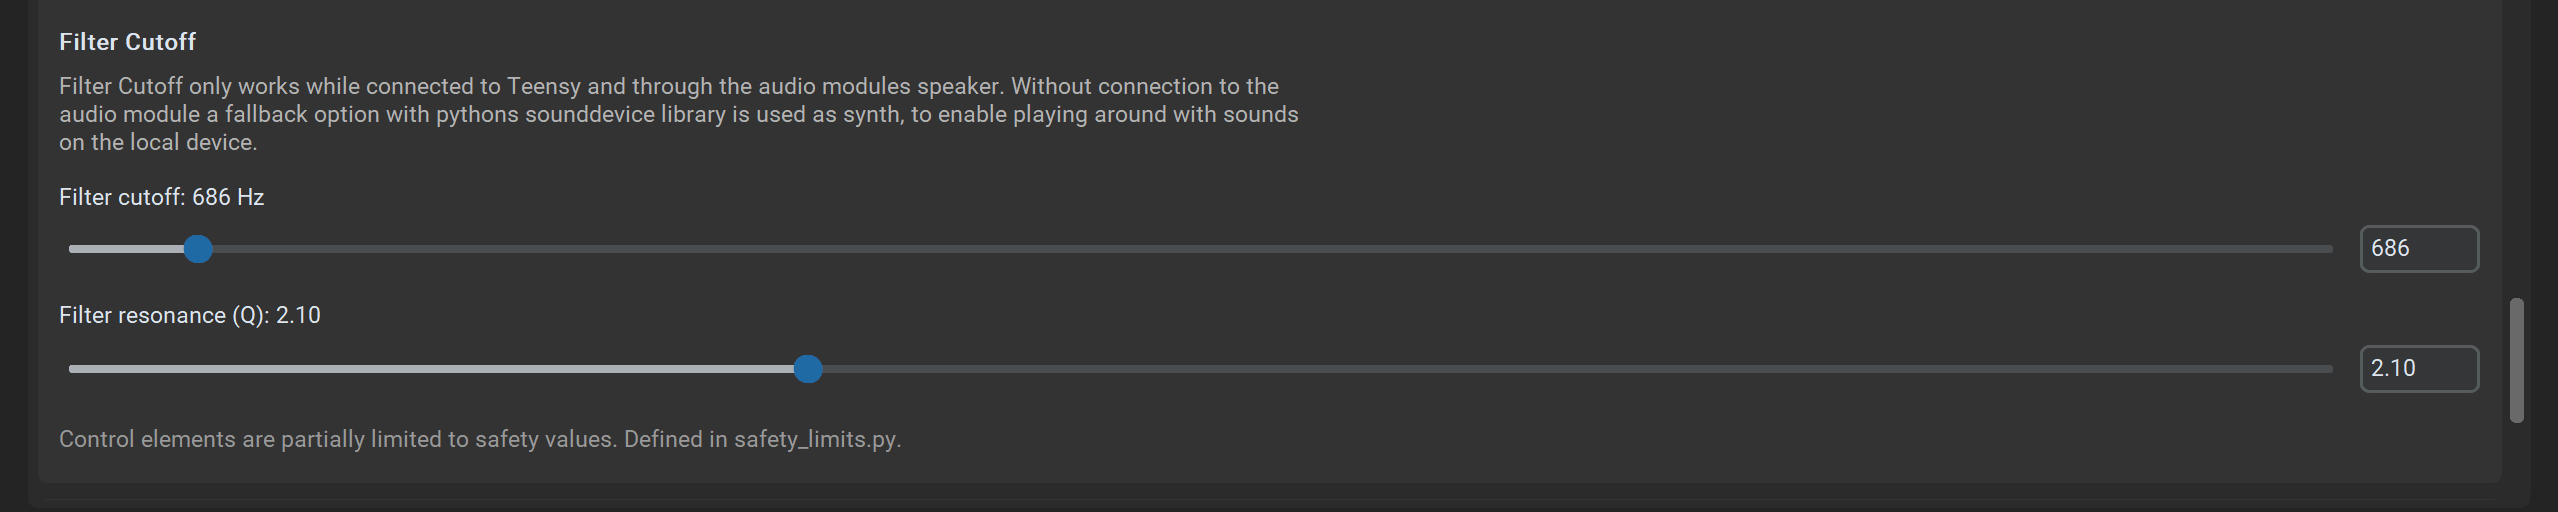 Filter Cutoff
Filter Cutoff only works while connected to Teensy and through the audio modules speaker. Without connection to the
audio module a fallback option with pythons sounddevice library is used as synth, to enable playing around with sounds
on the local device.
Filter cutoff: 686 Hz
686
Filter resonance (Q): 2.10
2.10
Control elements are partially limited to safety values. Defined in safety_limits.py.